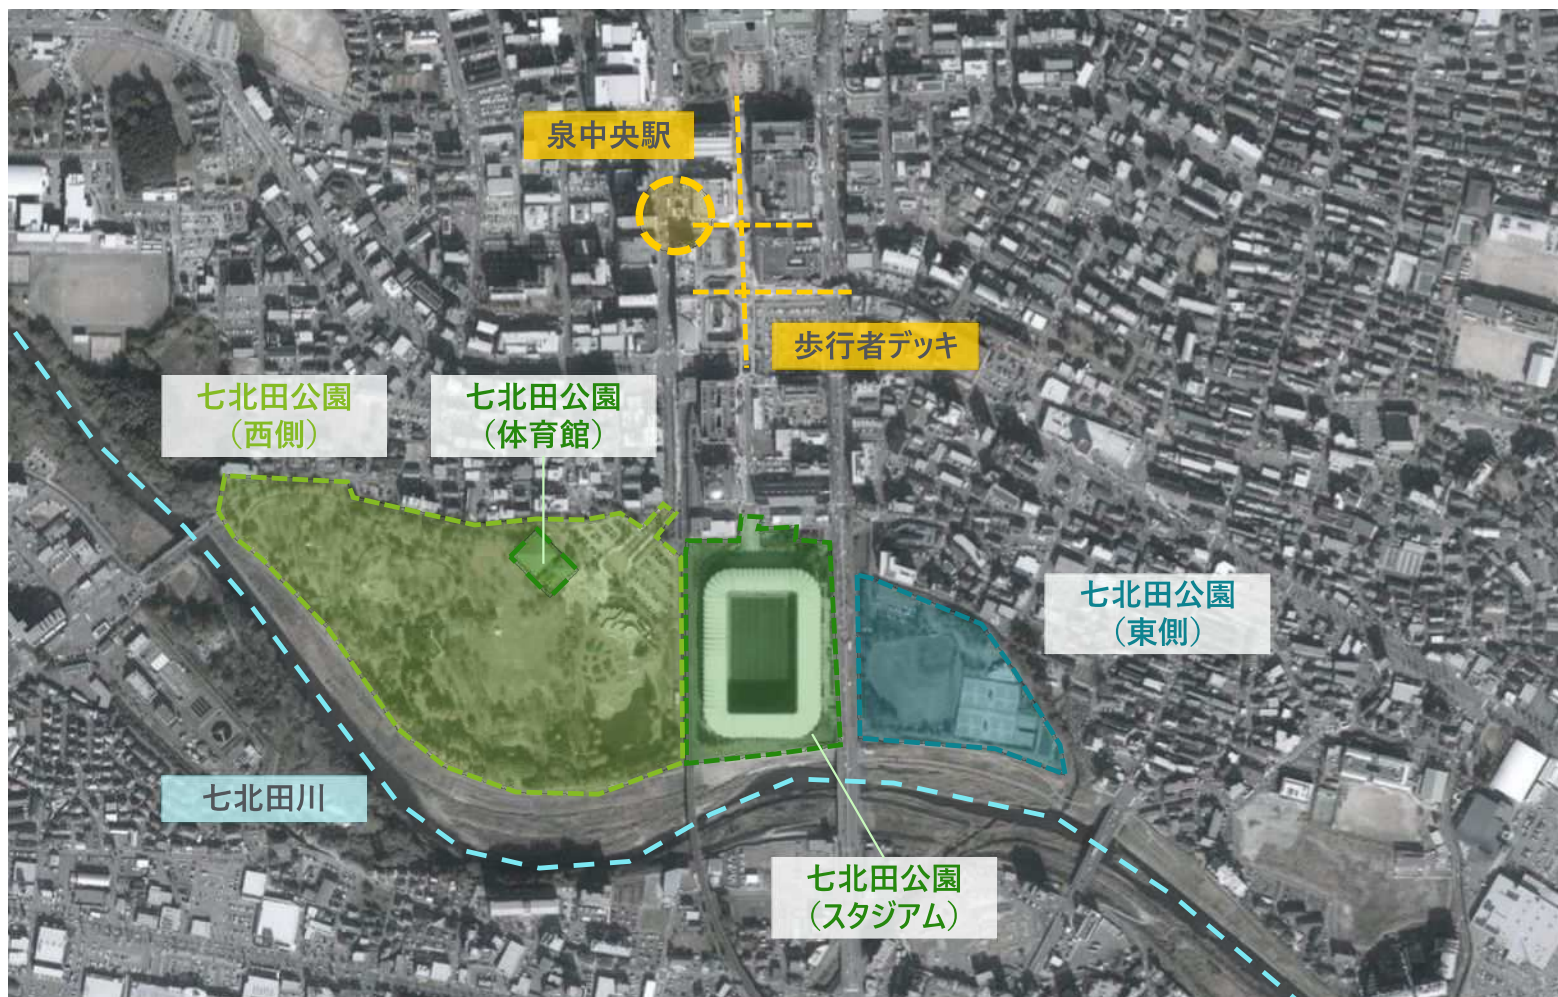 泉中央駅
歩行者デッキ
七北田公園
（西側）
七北田公園
（体育館）
七北田公園
（東側）
七北田川
七北田公園
（スタジアム）